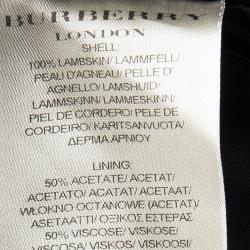 BURBERRY
LONDON
SHELL:
100% LAMBSKIN/ LAMMFELL/
PEAU D'AGNEAU/ PELLE D'
AGNELLO/ LAMSHUID/
LAMMSKINN/ LAMMESKINN/
PIEL DE CORDERO/ PELE DE
CORDEIRO/ KARITSANVUOTA/
ΔΕΡΜΑ ΑΡΝΙΟΥ
LINING:
50% ACETATE/ ACETAT/
ACETATO/ ACATAT/ ACETAAT/
WŁOKNO OCTANOWE (ACETAT)/
ASETAATTI/ ΟΞΙΚΟΣ ΕΣΤΕΡΑΣ
50% VISCOSE/ VISKOSE/
VISCOSA/ VISKOS/ VISKOOSI/